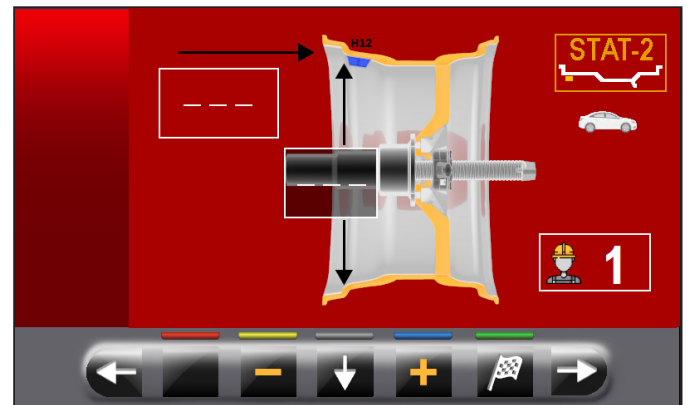 H12
STAT-2
_ _ _
_ _ _
1